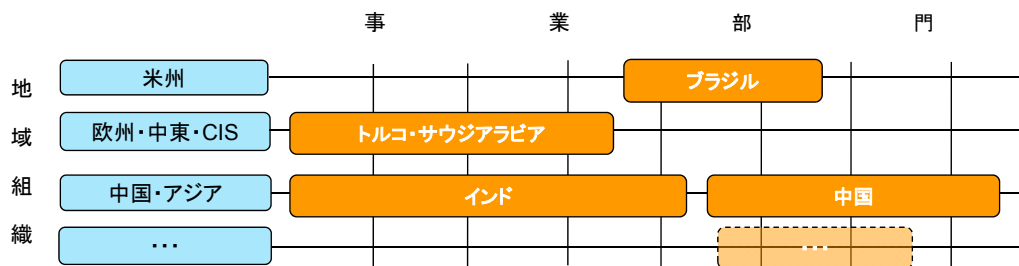 事業部門
地域組織
米州
ブラジル
欧州・中東・CIS
トルコ・サウジアラビア
中国・アジア
インド
中国
・・・
・・・